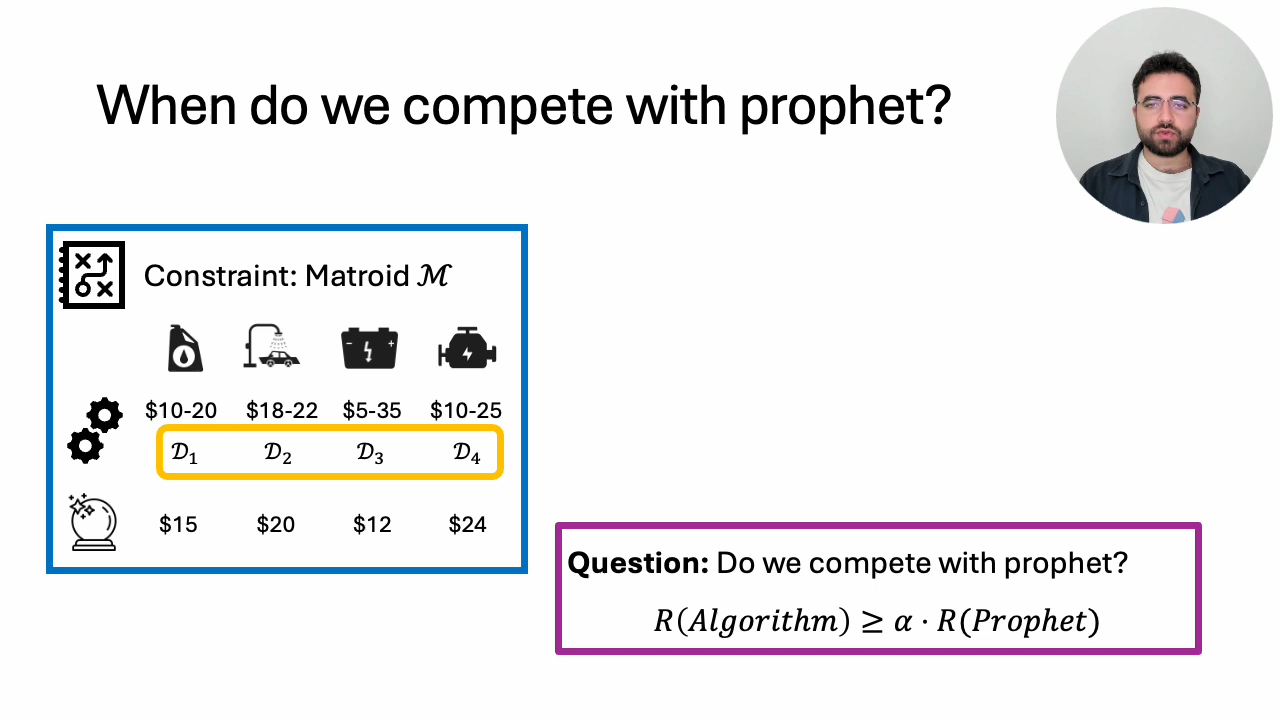 When do we compete with prophet?
Constraint: Matroid ℳ
$10-20 $18-22 $5-35 $10-25
𝒟₁ 𝒟₂ 𝒟₃ 𝒟₄
$15 $20 $12 $24
Question: Do we compete with prophet?
R(Algorithm) ≥ α · R(Prophet)